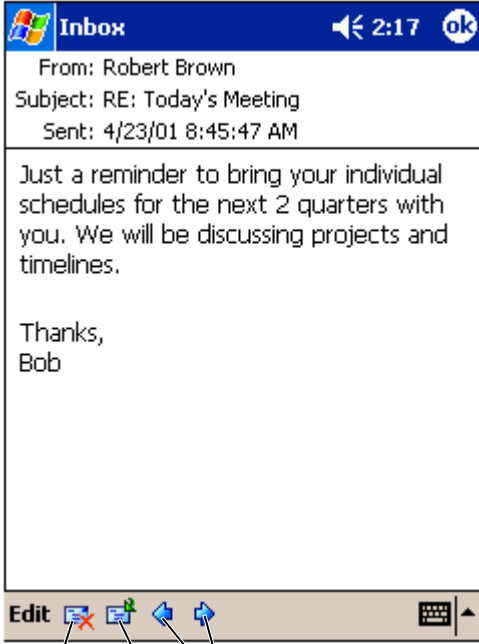 Inbox 2:17 ok
From: Robert Brown
Subject: RE: Today's Meeting
Sent: 4/23/01 8:45:47 AM
Just a reminder to bring your individual
schedules for the next 2 quarters with
you. We will be discussing projects and
timelines.
Thanks,
Bob
Edit